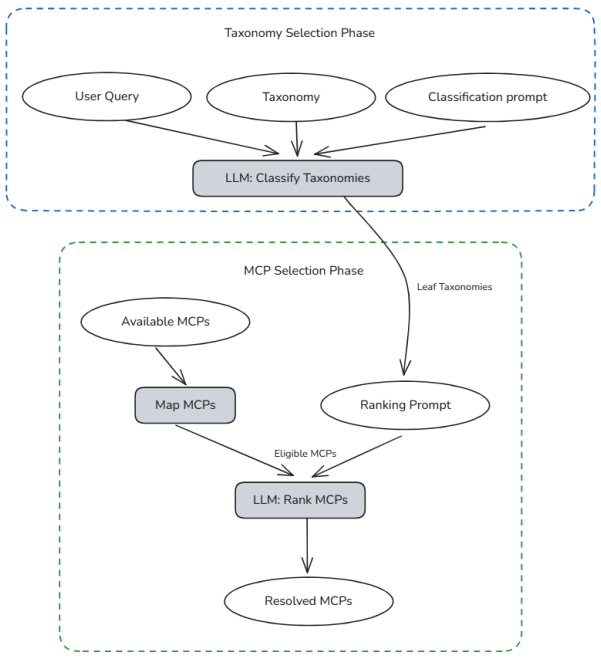 Taxonomy Selection Phase
User Query
Taxonomy
Classification prompt
LLM: Classify Taxonomies
MCP Selection Phase
Leaf Taxonomies
Available MCPs
Map MCPs
Ranking Prompt
Eligible MCPs
LLM: Rank MCPs
Resolved MCPs